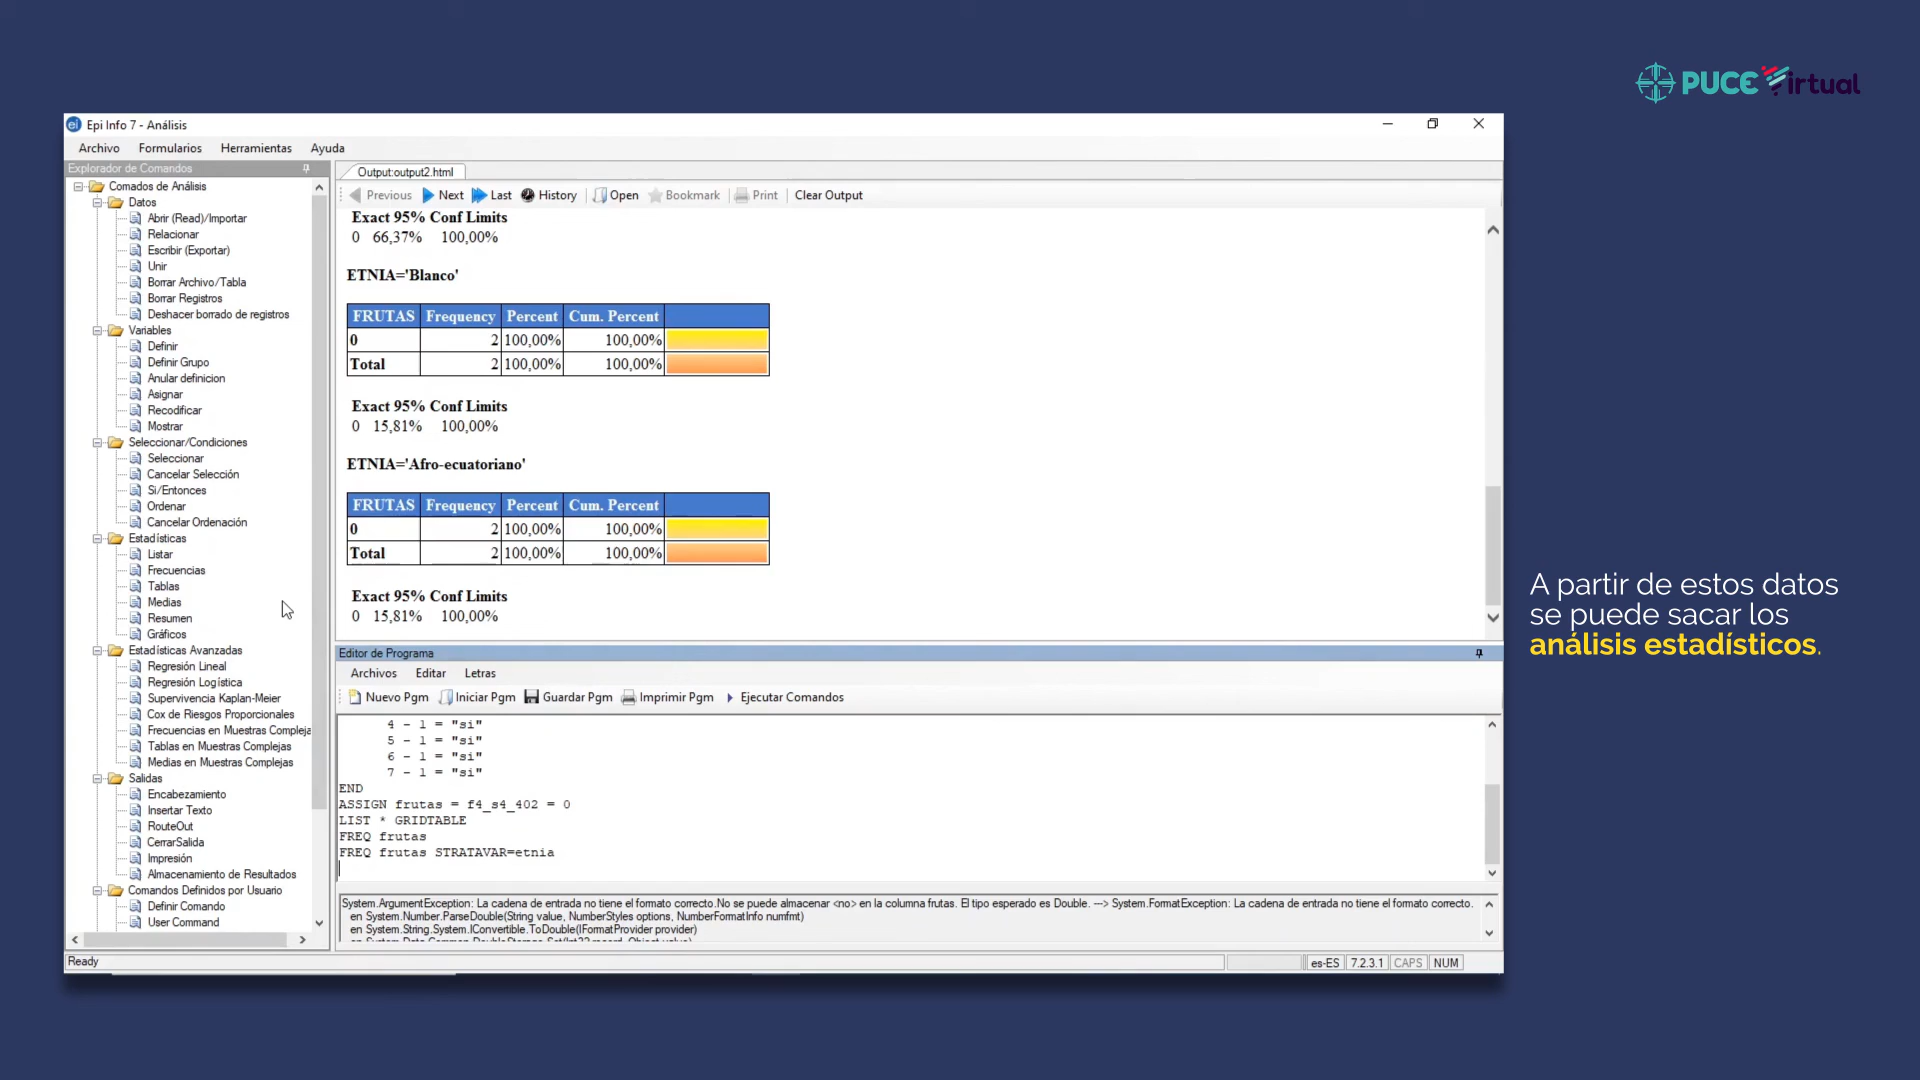 PUCE Virtual
Epi Info 7 - Análisis
Archivo Formularios Herramientas Ayuda
Explorador de Comandos
Comados de Análisis
Datos
Abrir (Read)/Importar
Relacionar
Escribir (Exportar)
Unir
Borrar Archivo/Tabla
Borrar Registros
Deshacer borrado de registros
Variables
Definir
Definir Grupo
Anular definicion
Asignar
Recodificar
Mostrar
Seleccionar/Condiciones
Seleccionar
Cancelar Selección
Si/Entonces
Ordenar
Cancelar Ordenación
Estadísticas
Listar
Frecuencias
Tablas
Medias
Resumen
Gráficos
Estadísticas Avanzadas
Regresión Lineal
Regresión Logística
Supervivencia Kaplan-Meier
Cox de Riesgos Proporcionales
Frecuencias en Muestras Compleja
Tablas en Muestras Complejas
Medias en Muestras Complejas
Salidas
Encabezamiento
Insertar Texto
RouteOut
CerrarSalida
Impresión
Almacenamiento de Resultados
Comandos Definidos por Usuario
Definir Comando
User Command
Output:output2.html
Previous Next Last History Open Bookmark Print Clear Output
Exact 95% Conf Limits
0 66,37% 100,00%
ETNIA='Blanco'
FRUTAS Frequency Percent Cum. Percent
0 2 100,00% 100,00%
Total 2 100,00% 100,00%
Exact 95% Conf Limits
0 15,81% 100,00%
ETNIA='Afro-ecuatoriano'
FRUTAS Frequency Percent Cum. Percent
0 2 100,00% 100,00%
Total 2 100,00% 100,00%
Exact 95% Conf Limits
0 15,81% 100,00%
Editor de Programa
Archivos Editar Letras
Nuevo Pgm Iniciar Pgm Guardar Pgm Imprimir Pgm Ejecutar Comandos
4 - 1 = "si"
5 - 1 = "si"
6 - 1 = "si"
7 - 1 = "si"
END
ASSIGN frutas = f4_s4_402 = 0
LIST * GRIDTABLE
FREQ frutas
FREQ frutas STRATAVAR=etnia
System.ArgumentException: La cadena de entrada no tiene el formato correcto.No se puede almacenar <no> en la columna frutas. El tipo esperado es Double. ---> System.FormatException: La cadena de entrada no tiene el formato correcto.
en System.Number.ParseDouble(String value, NumberStyles options, NumberFormatInfo numfmt)
en System.String.System.IConvertible.ToDouble(IFormatProvider provider)
Ready es-ES 7.2.3.1 CAPS NUM
A partir de estos datos
se puede sacar los
análisis estadísticos.